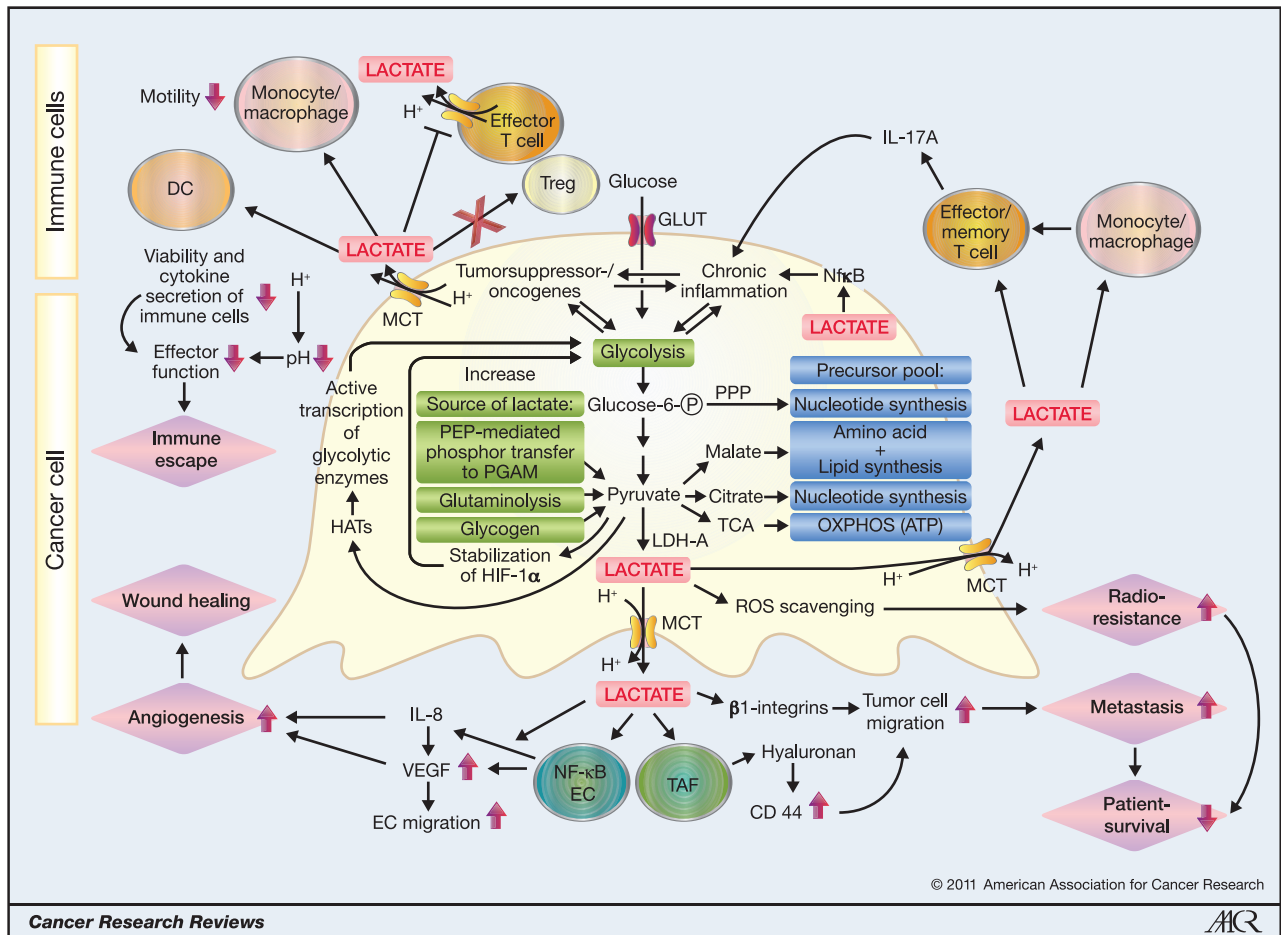 Immune cells
Cancer cell
LACTATE
Motility
Monocyte/
macrophage
H⁺
Effector
T cell
DC
Treg
LACTATE
Glucose
GLUT
IL-17A
Effector/
memory
T cell
Monocyte/
macrophage
Viability and
cytokine
secretion of
immune cells
H⁺
MCT
H⁺
Tumorsuppressor-/
oncogenes
Chronic
inflammation
NfκB
LACTATE
Effector
function
pH
Immune
escape
Active
transcription
of
glycolytic
enzymes
HATs
Glycolysis
Increase
Source of lactate:
PEP-mediated
phosphor transfer
to PGAM
Glutaminolysis
Glycogen
Stabilization
of HIF-1α
Glucose-6-P
PPP
Pyruvate
Malate
Citrate
TCA
LDH-A
Precursor pool:
Nucleotide synthesis
Amino acid
+
Lipid synthesis
Nucleotide synthesis
OXPHOS (ATP)
LACTATE
LACTATE
H⁺
MCT
H⁺
H⁺
MCT
H⁺
ROS scavenging
Radio-
resistance
Wound healing
Angiogenesis
LACTATE
IL-8
VEGF
EC migration
NF-κB
EC
TAF
β1-integrins
Tumor cell
migration
Hyaluronan
CD 44
Metastasis
Patient-
survival
© 2011 American Association for Cancer Research
Cancer Research Reviews
AACR